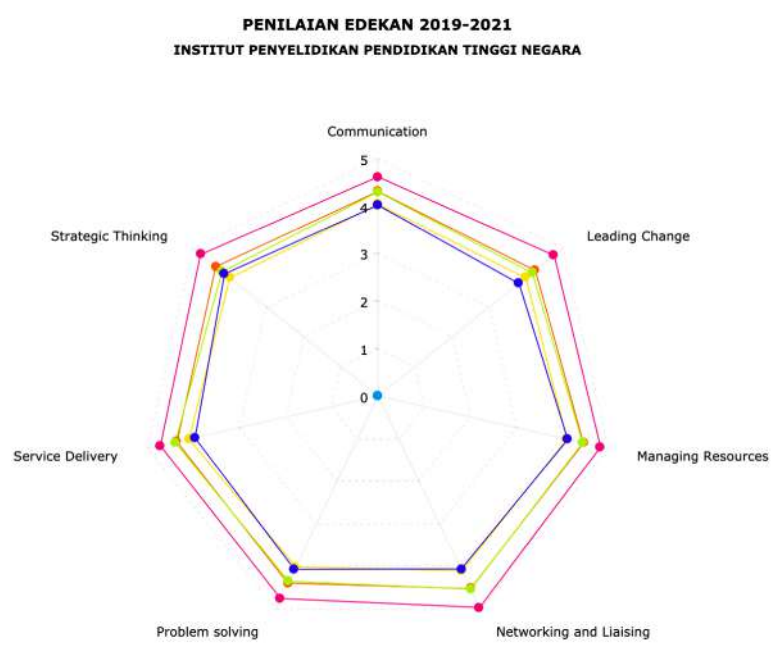 PENILAIAN EDEKAN 2019-2021
INSTITUT PENYELIDIKAN PENDIDIKAN TINGGI NEGARA
Communication
5
4
Strategic Thinking
Leading Change
3
2
1
0
Service Delivery
Managing Resources
Problem solving
Networking and Liaising